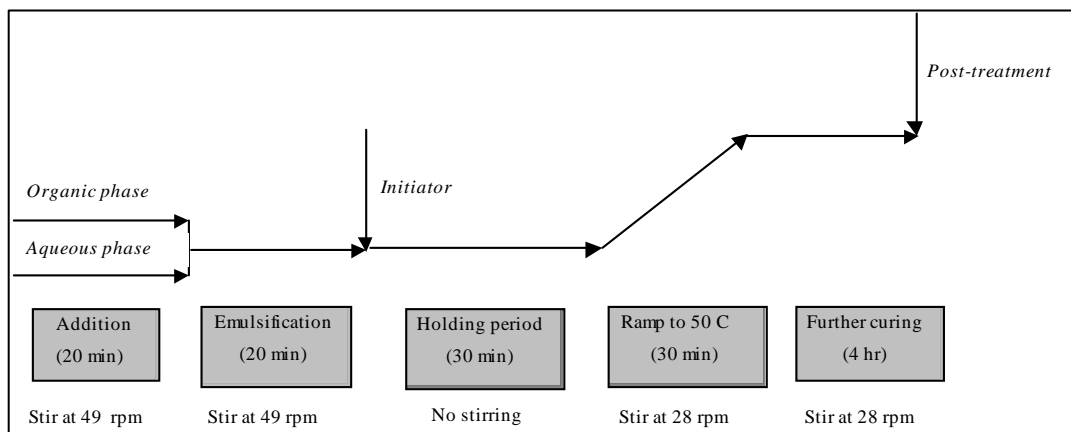 Post-treatment
Organic phase
Initiator
Aqueous phase
Addition
(20 min)
Emulsification
(20 min)
Holding period
(30 min)
Ramp to 50 C
(30 min)
Further curing
(4 hr)
Stir at 49 rpm
Stir at 49 rpm
No stirring
Stir at 28 rpm
Stir at 28 rpm